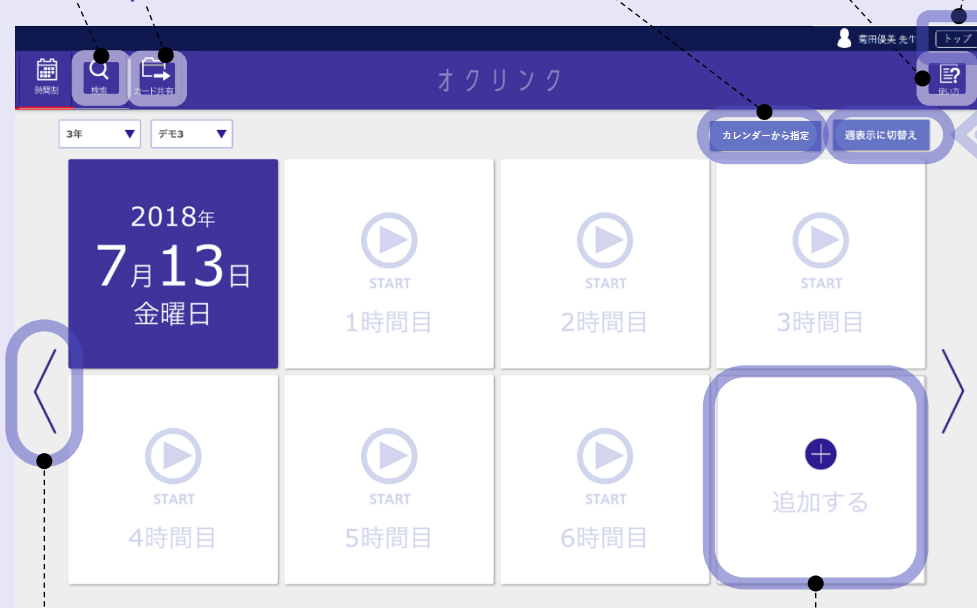 菊田優美 先生
トップ
時間割
検索
カード共有
オクリンク
使い方
3年
デモ3
カレンダーから指定
週表示に切替え
2018年
7月13日
金曜日
START
1時間目
START
2時間目
START
3時間目
START
4時間目
START
5時間目
START
6時間目
追加する